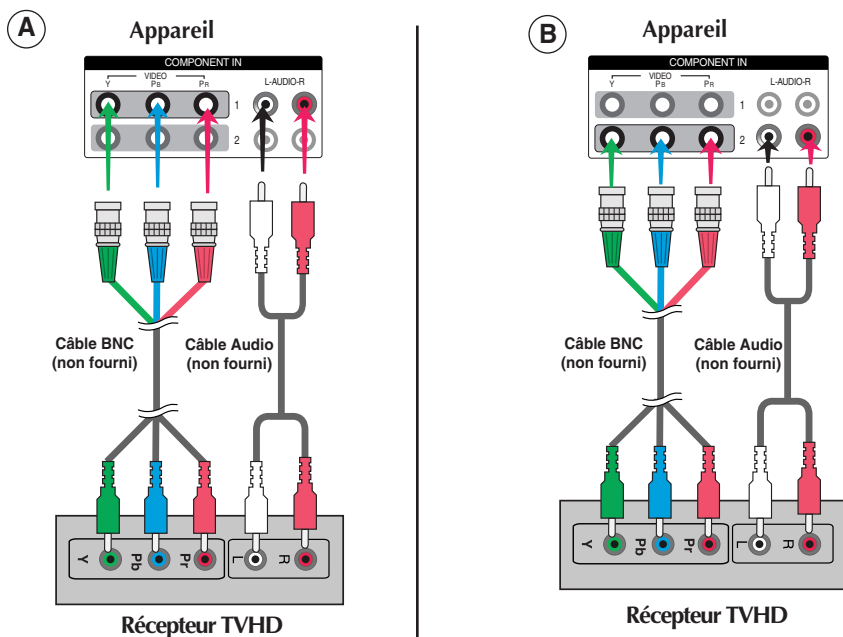 A
Appareil
COMPONENT IN
VIDEO
L-AUDIO-R
Y PB PR
1
2
Câble BNC
(non fourni)
Câble Audio
(non fourni)
Y Pb Pr L R
Récepteur TVHD
B
Appareil
COMPONENT IN
VIDEO
L-AUDIO-R
Y PB PR
1
2
Câble BNC
(non fourni)
Câble Audio
(non fourni)
Y Pb Pr L R
Récepteur TVHD